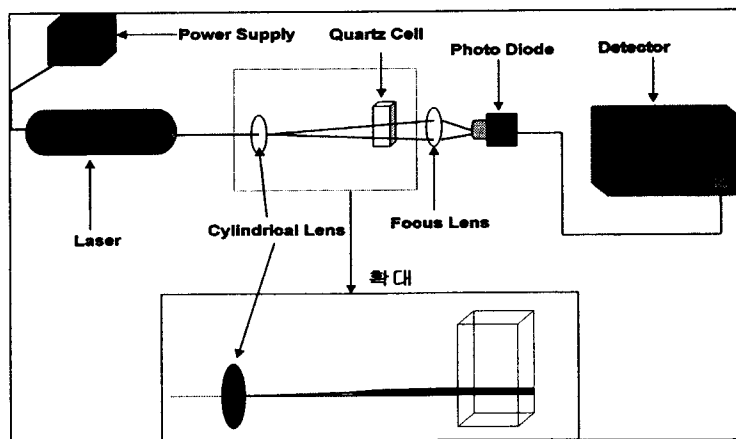 Power Supply
Quartz Cell
Photo Diode
Detector
Laser
Cylindrical Lens
Focus Lens
확대